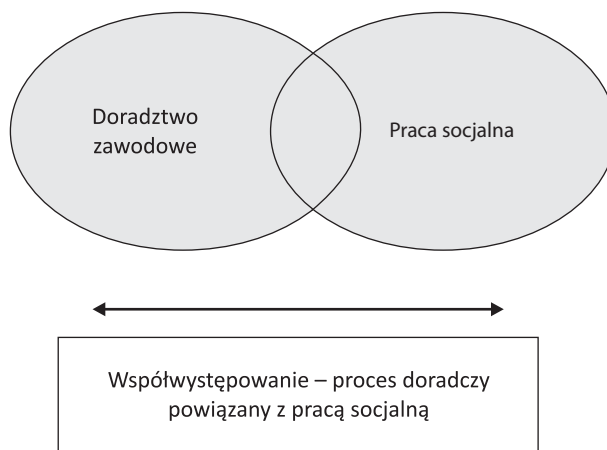 Doradztwo
zawodowe
Praca socjalna
Współwystępowanie – proces doradczy
powiązany z pracą socjalną